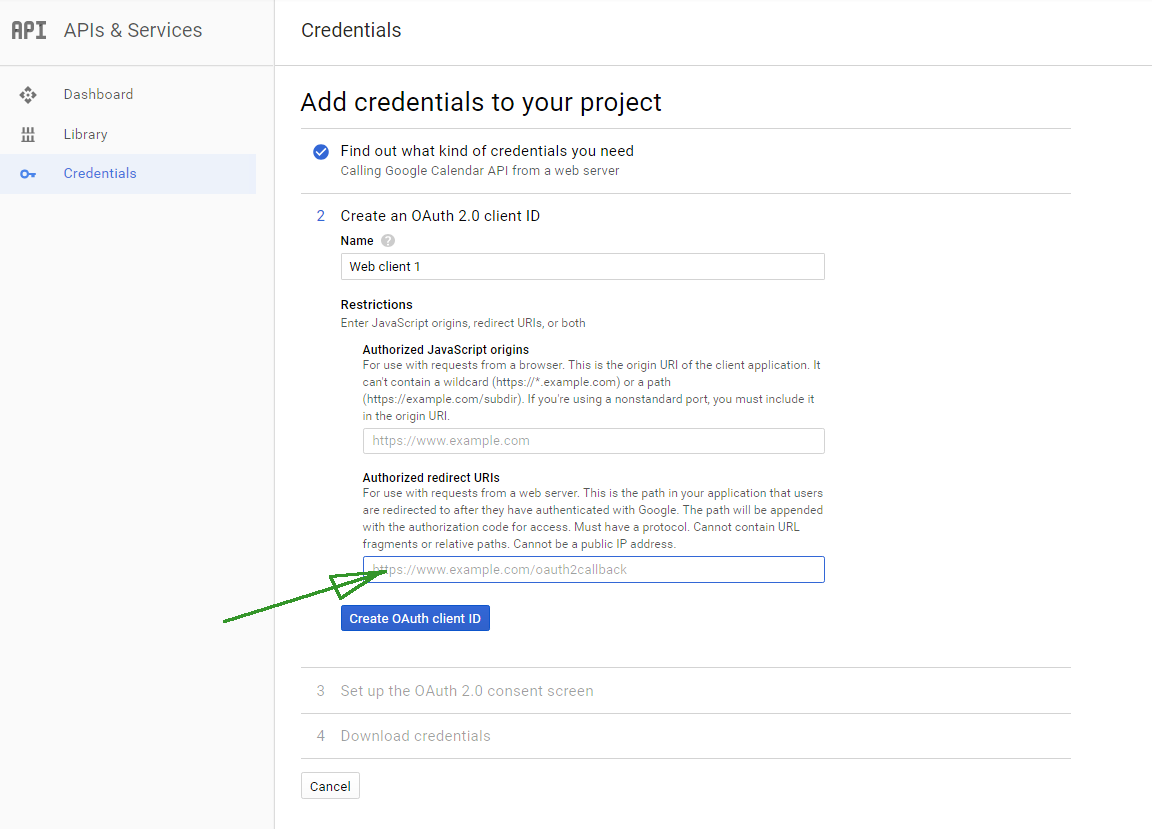 API APIs & Services
Credentials
Dashboard
Library
Credentials
Add credentials to your project
Find out what kind of credentials you need
Calling Google Calendar API from a web server
2 Create an OAuth 2.0 client ID
Name ?
Web client 1
Restrictions
Enter JavaScript origins, redirect URIs, or both
Authorized JavaScript origins
For use with requests from a browser. This is the origin URI of the client application. It
can't contain a wildcard (https://*.example.com) or a path
(https://example.com/subdir). If you're using a nonstandard port, you must include it
in the origin URI.
https://www.example.com
Authorized redirect URIs
For use with requests from a web server. This is the path in your application that users
are redirected to after they have authenticated with Google. The path will be appended
with the authorization code for access. Must have a protocol. Cannot contain URL
fragments or relative paths. Cannot be a public IP address.
https://www.example.com/oauth2callback
Create OAuth client ID
3 Set up the OAuth 2.0 consent screen
4 Download credentials
Cancel